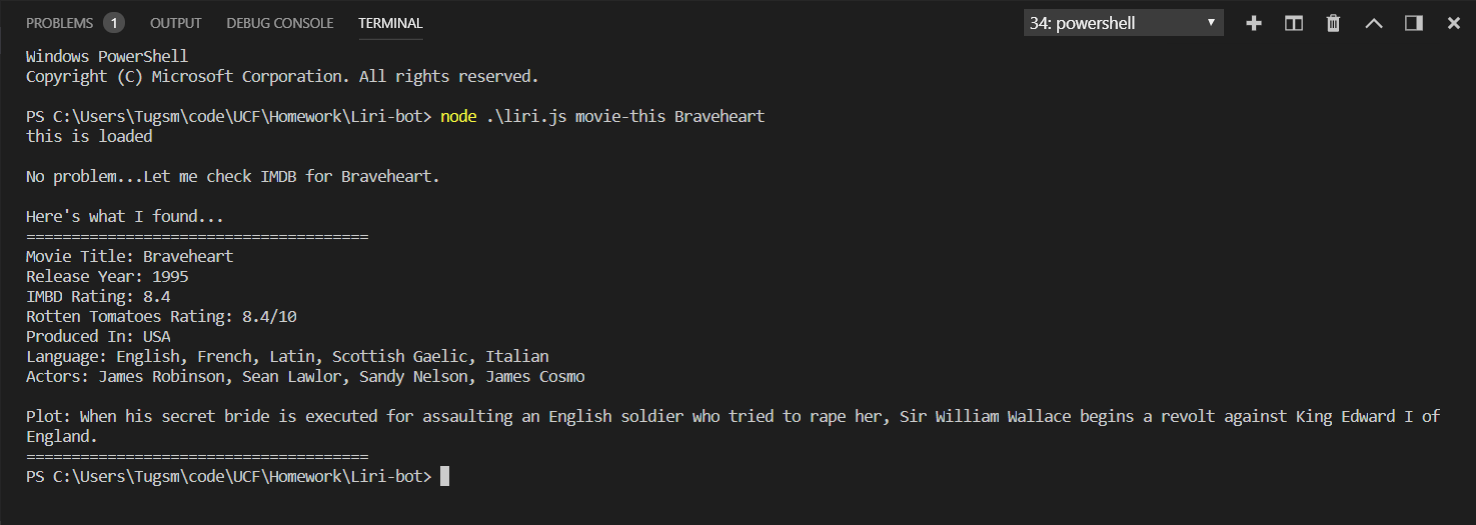 PROBLEMS 1 OUTPUT DEBUG CONSOLE TERMINAL 34: powershell
Windows PowerShell
Copyright (C) Microsoft Corporation. All rights reserved.
PS C:\Users\Tugsm\code\UCF\Homework\Liri-bot> node .\liri.js movie-this Braveheart
this is loaded
No problem...Let me check IMDB for Braveheart.
Here's what I found...
======================================
Movie Title: Braveheart
Release Year: 1995
IMBD Rating: 8.4
Rotten Tomatoes Rating: 8.4/10
Produced In: USA
Language: English, French, Latin, Scottish Gaelic, Italian
Actors: James Robinson, Sean Lawlor, Sandy Nelson, James Cosmo
Plot: When his secret bride is executed for assaulting an English soldier who tried to rape her, Sir William Wallace begins a revolt against King Edward I of
England.
======================================
PS C:\Users\Tugsm\code\UCF\Homework\Liri-bot>